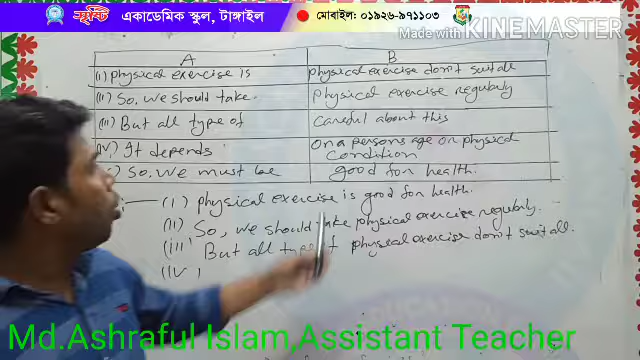 সৃষ্টি একাডেমিক স্কুল, টাঙ্গাইল
মোবাইল: ০১৯২৬-৯৭১১০৩
Made with KINEMASTER
A B
(i) Physical exercise is physical exercise don't suit all
(ii) So, we should take. Physical exercise regularly
(iii) But all type of Careful about this
(iv) It depends On a persons age or physical
Condition
So, we must be good for health.
(i) physical exercise is good for health.
(ii) So, we should take physical exercise regularly.
(iii) But all type of physical exercise don't suit all.
(iv)
Md.Ashraful Islam,Assistant Teacher